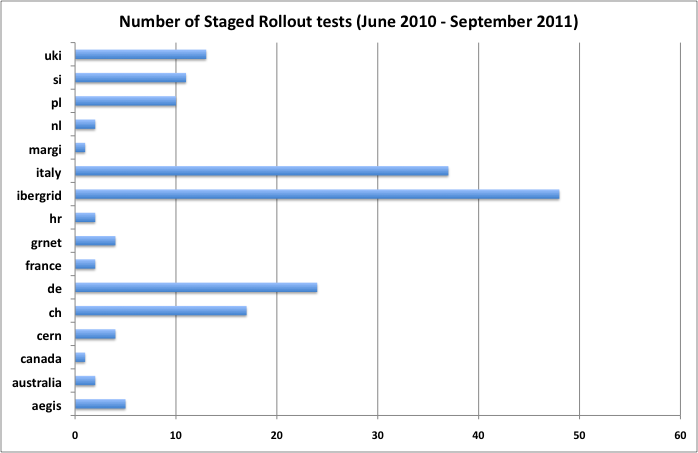 Number of Staged Rollout tests (June 2010 - September 2011)
uki
si
pl
nl
margi
italy
ibergrid
hr
grnet
france
de
ch
cern
canada
australia
aegis
0 10 20 30 40 50 60